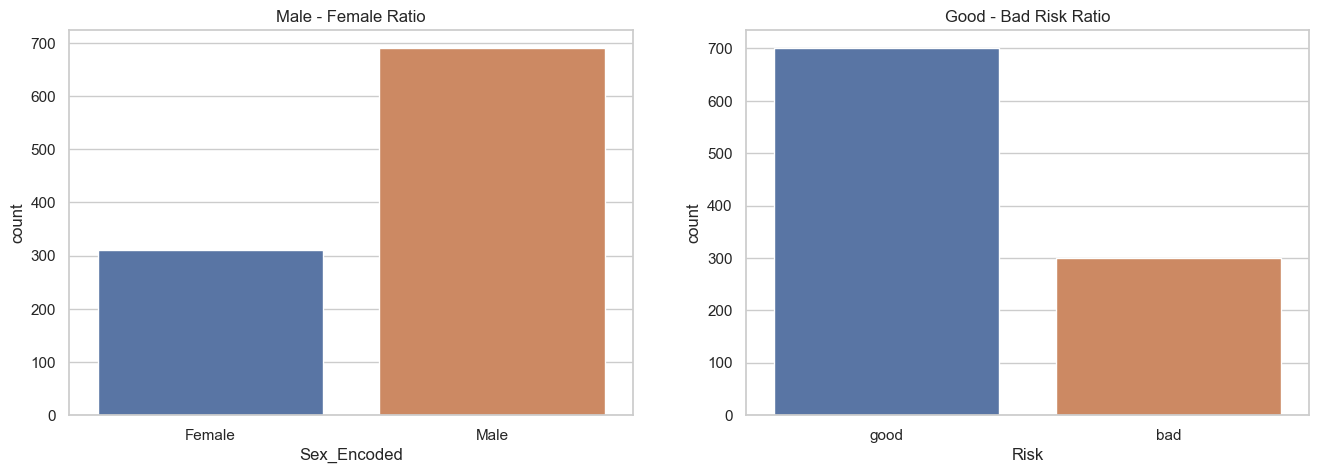 Male - Female Ratio
700
600
500
400
300
200
100
0
count
Female
Male
Sex_Encoded
Good - Bad Risk Ratio
700
600
500
400
300
200
100
0
count
good
bad
Risk